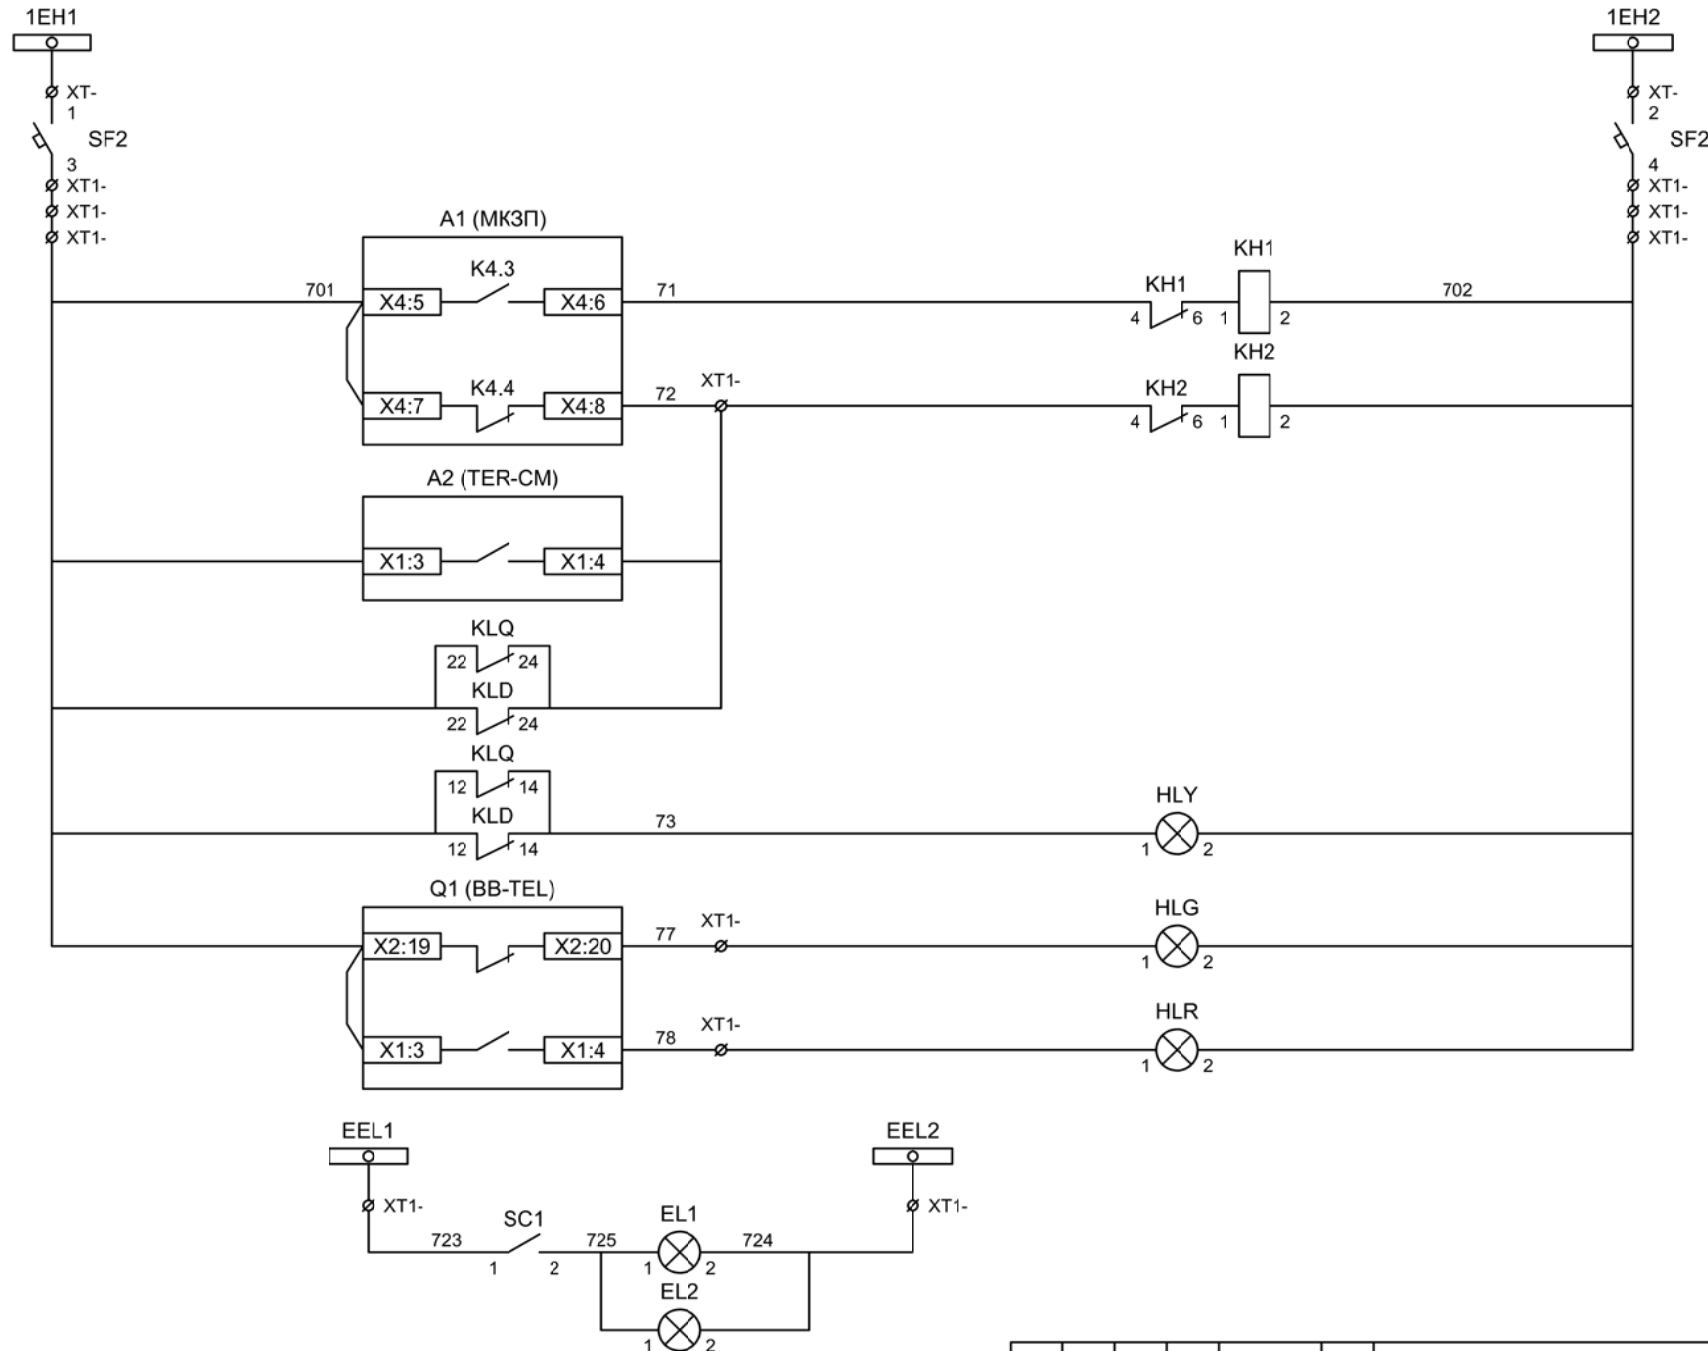 1EH1
1EH2
XT-
1
XT-
2
SF2
SF2
3
XT1-
XT1-
XT1-
4
XT1-
XT1-
XT1-
A1 (МКЗП)
701
X4:5
K4.3
X4:6
71
KH1
4
6
KH1
1
2
702
X4:7
K4.4
X4:8
72
XT1-
KH2
4
6
KH2
1
2
A2 (TER-CM)
X1:3
X1:4
KLQ
22
24
KLD
22
24
KLQ
12
14
KLD
12
14
73
HLY
1
2
Q1 (BB-TEL)
X2:19
X2:20
77
XT1-
HLG
1
2
X1:3
X1:4
78
XT1-
HLR
1
2
EEL1
EEL2
XT1-
XT1-
723
SC1
1
2
725
EL1
1
2
724
EL2
1
2